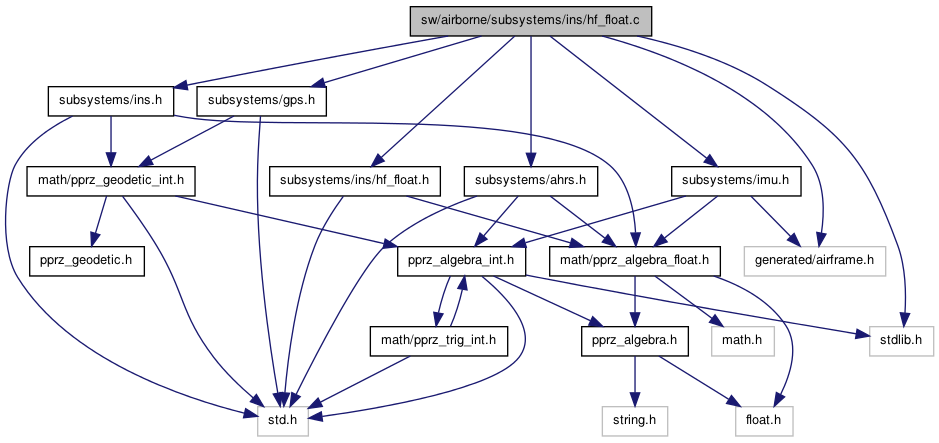 sw/airborne/subsystems/ins/hf_float.c
subsystems/ins.h
subsystems/gps.h
math/pprz_geodetic_int.h
subsystems/ins/hf_float.h
subsystems/ahrs.h
subsystems/imu.h
pprz_geodetic.h
pprz_algebra_int.h
math/pprz_algebra_float.h
generated/airframe.h
math/pprz_trig_int.h
pprz_algebra.h
math.h
stdlib.h
std.h
string.h
float.h